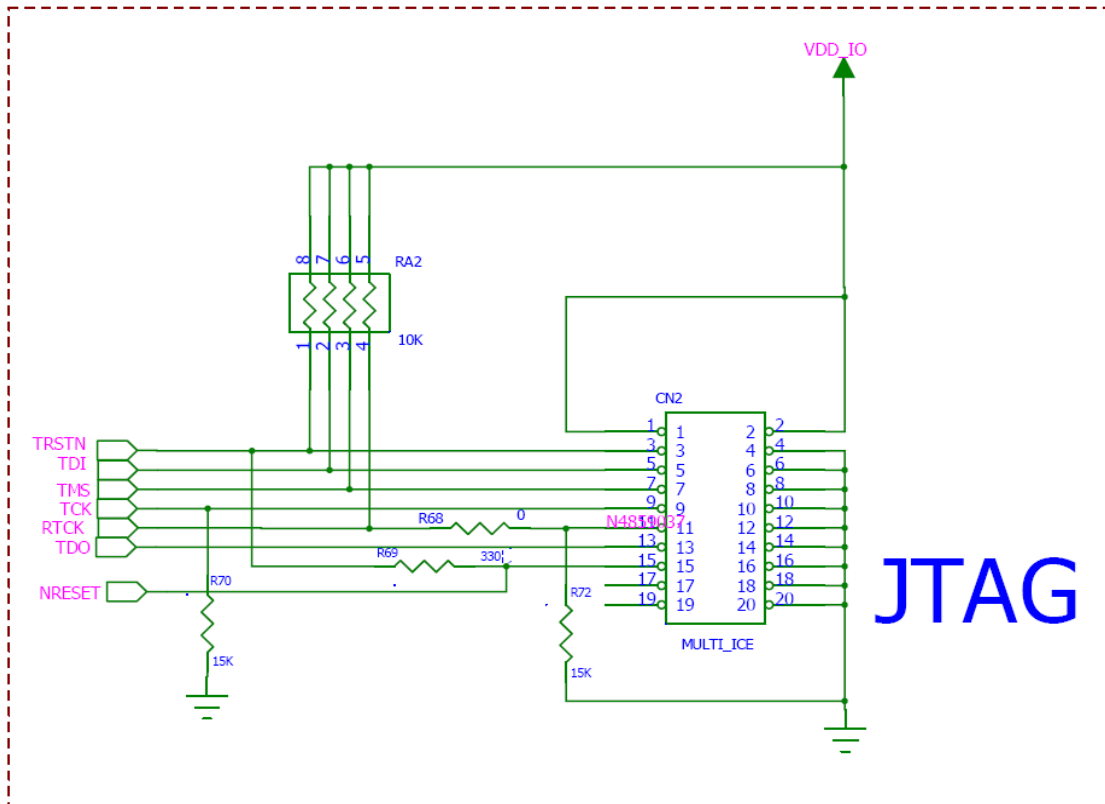 VDD_IO
8 7 6 5
RA2
10K
1 2 3 4
CN2
TRSTN
TDI
TMS
TCK
RTCK
TDO
NRESET
1 1 2 2
3 3 4 4
5 5 6 6
7 7 8 8
9 9 10 10
R68 0 N4859037 11 11 12 12
13 13 14 14
R69 330 15 15 16 16
17 17 18 18
19 19 20 20
R70
15K
R72
15K
MULTI_ICE
JTAG